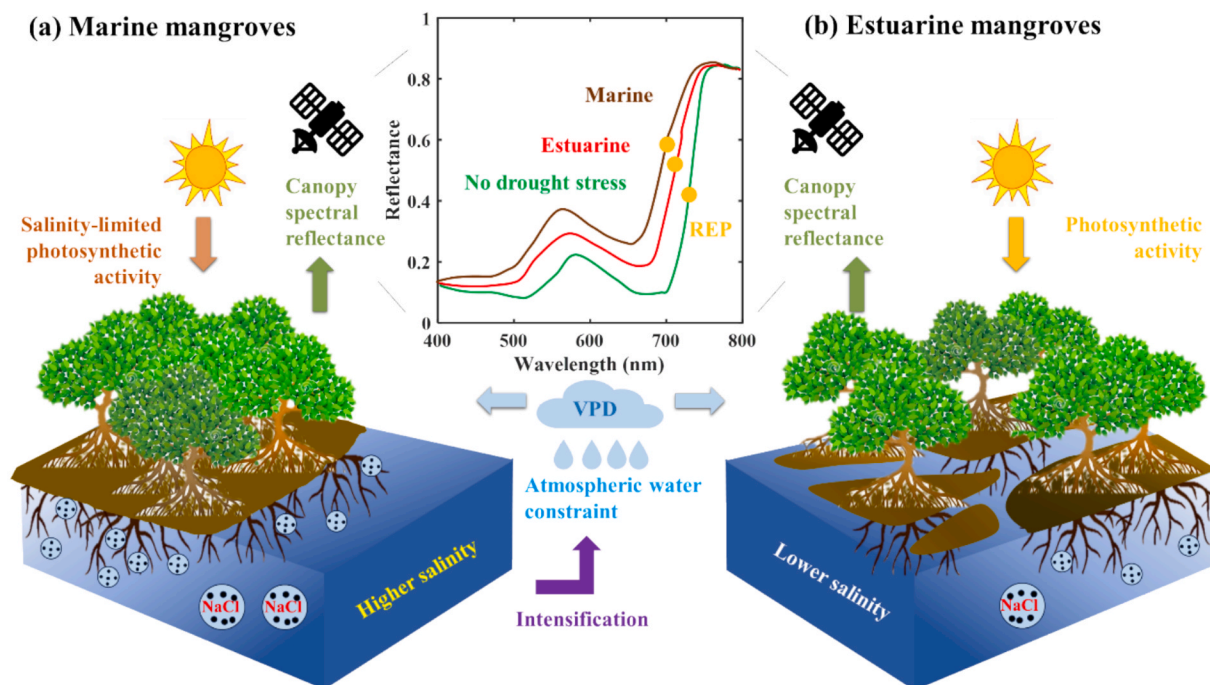 (a) Marine mangroves
(b) Estuarine mangroves
Salinity-limited
photosynthetic
activity
Canopy
spectral
reflectance
1
0.8
0.6
0.4
0.2
0
Reflectance
Marine
Estuarine
No drought stress
REP
400
500
600
700
800
Wavelength (nm)
Canopy
spectral
reflectance
Photosynthetic
activity
VPD
Atmospheric water
constraint
Intensification
Higher salinity
NaCl
NaCl
Lower salinity
NaCl